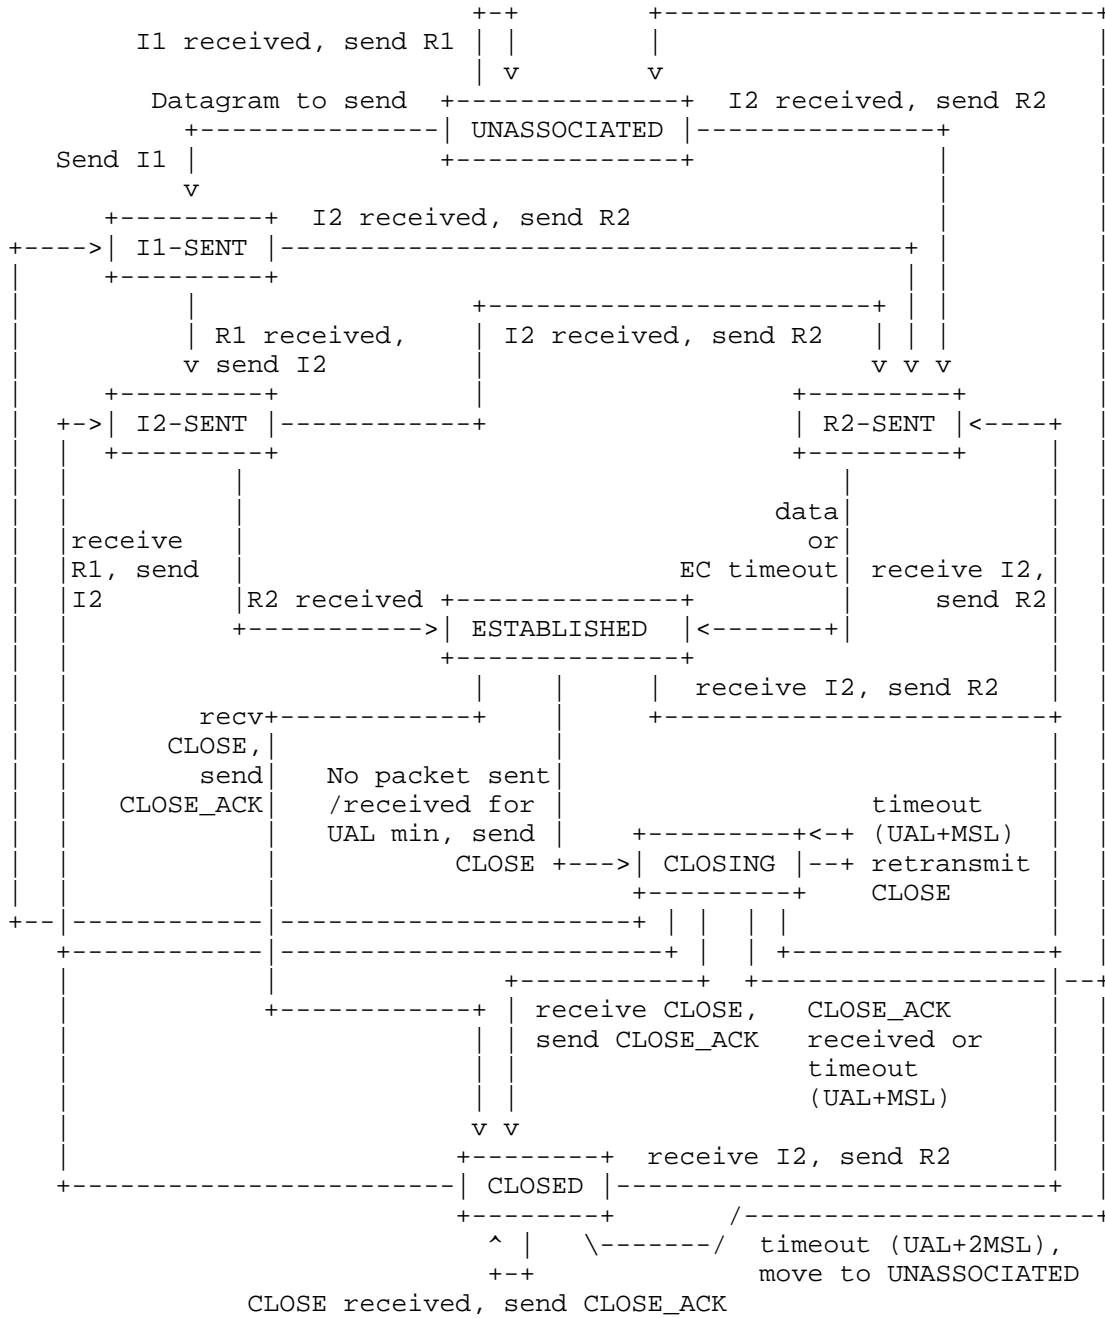 I1 received, send R1
Datagram to send I2 received, send R2
UNASSOCIATED
Send I1
I2 received, send R2
I1-SENT
R1 received, I2 received, send R2
send I2
I2-SENT R2-SENT
data
receive or
R1, send EC timeout receive I2,
I2 R2 received send R2
ESTABLISHED
receive I2, send R2
recv
CLOSE,
send No packet sent
CLOSE_ACK /received for timeout
UAL min, send (UAL+MSL)
CLOSE CLOSING retransmit
CLOSE
receive CLOSE, CLOSE_ACK
send CLOSE_ACK received or
timeout
(UAL+MSL)
receive I2, send R2
CLOSED
timeout (UAL+2MSL),
move to UNASSOCIATED
CLOSE received, send CLOSE_ACK